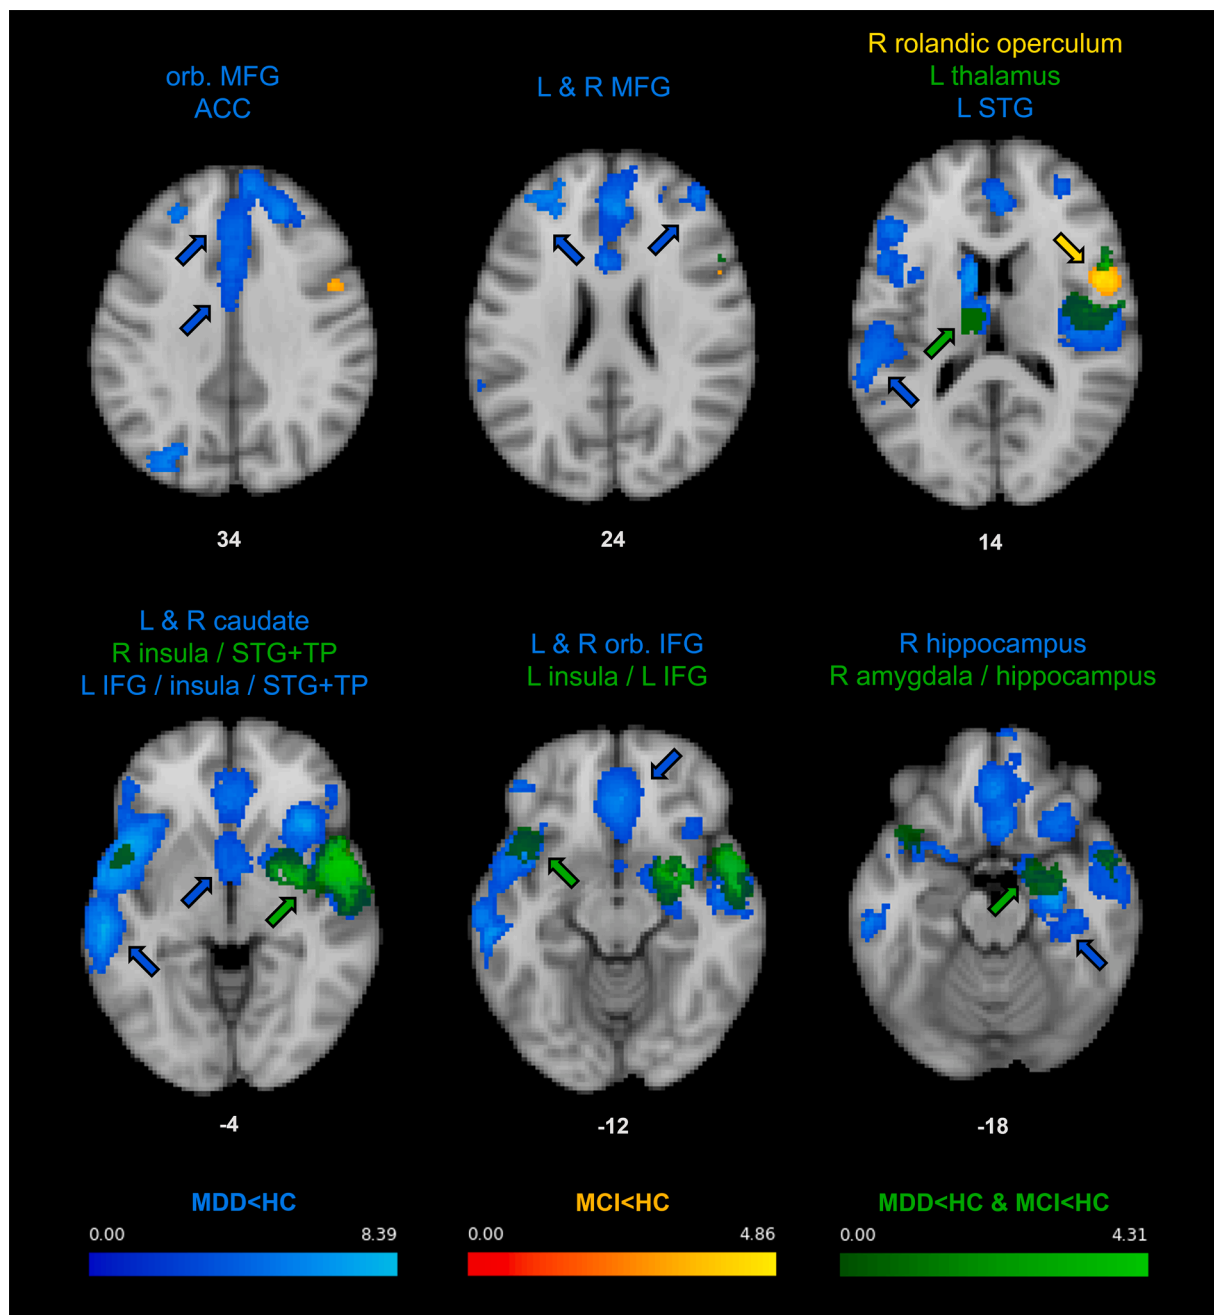 orb. MFG
ACC
L & R MFG
R rolandic operculum
L thalamus
L STG
34
24
14
L & R caudate
R insula / STG+TP
L IFG / insula / STG+TP
L & R orb. IFG
L insula / L IFG
R hippocampus
R amygdala / hippocampus
-4
-12
-18
MDD<HC
0.00 8.39
MCI<HC
0.00 4.86
MDD<HC & MCI<HC
0.00 4.31